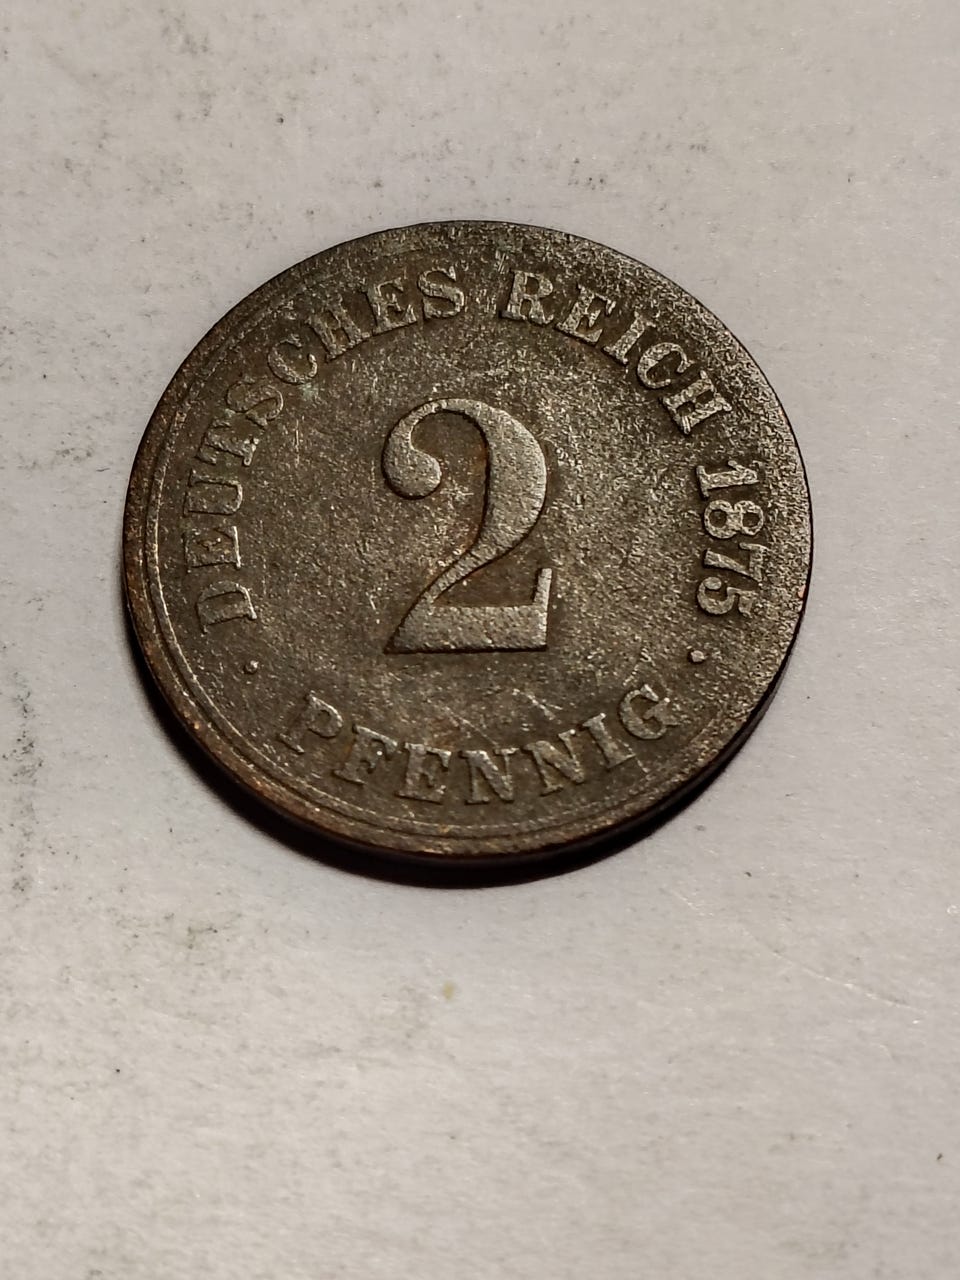 DEUTSCHES REICH 1875
2
· PFENNIG ·